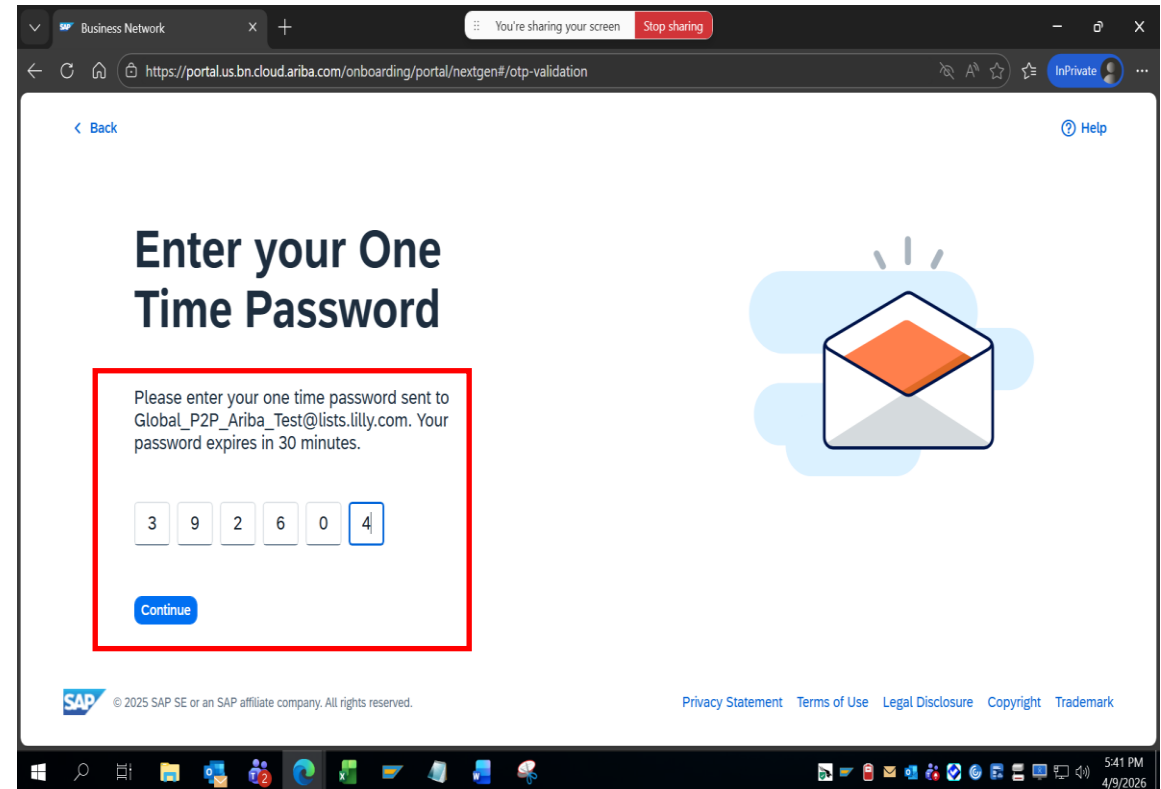 Business Network
You're sharing your screen
Stop sharing
https://portal.us.bn.cloud.ariba.com/onboarding/portal/nextgen#/otp-validation
InPrivate
Back
Help
Enter your One
Time Password
Please enter your one time password sent to
Global_P2P_Ariba_Test@lists.lilly.com. Your
password expires in 30 minutes.
3 9 2 6 0 4
Continue
SAP
© 2025 SAP SE or an SAP affiliate company. All rights reserved.
Privacy Statement Terms of Use Legal Disclosure Copyright Trademark
5:41 PM
4/9/2026